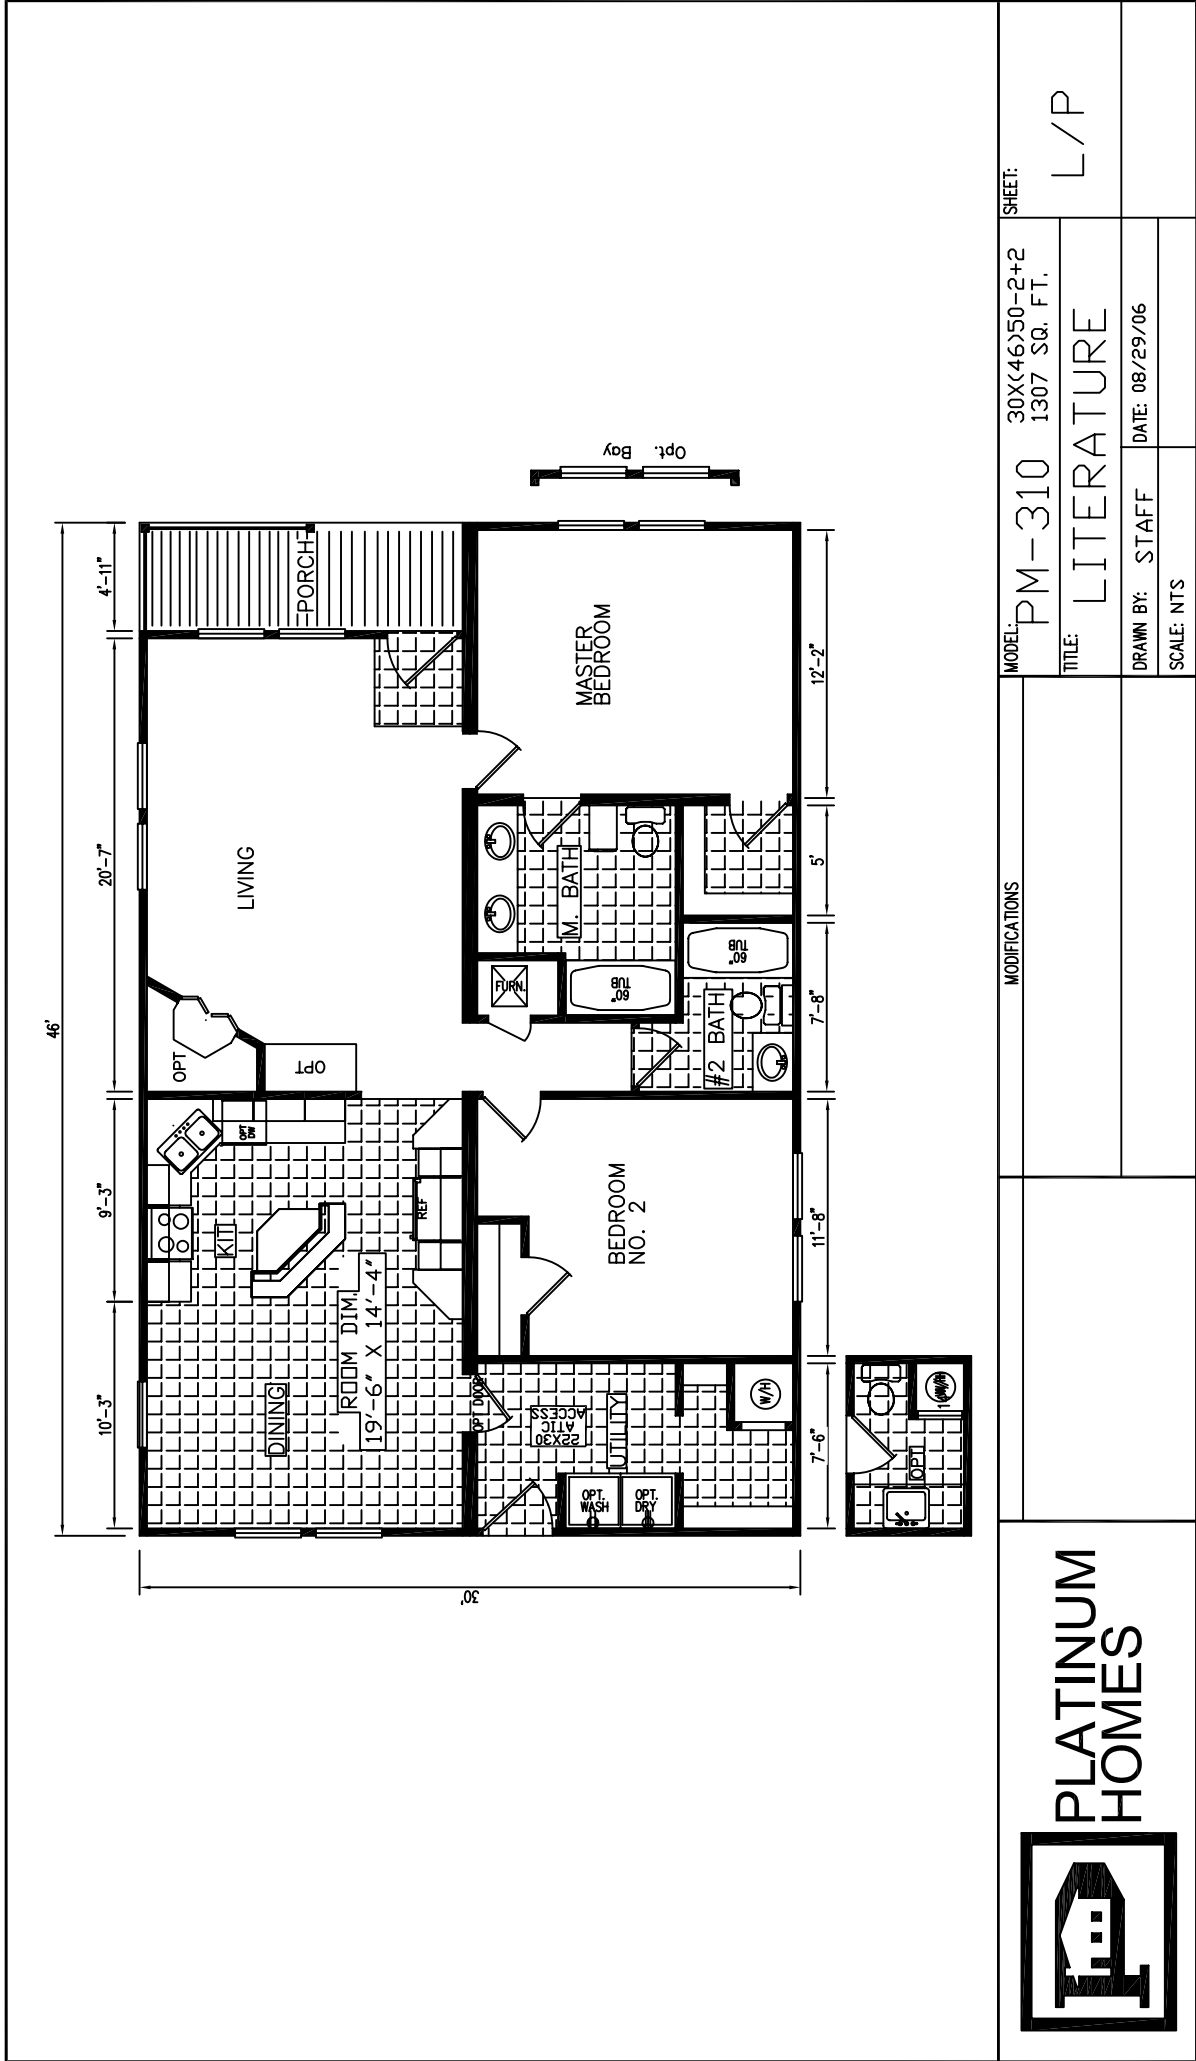 46'
10'-3"
9'-3"
20'-7"
4'-11"
30'
DINING
KIT
ROOM DIM.
19'-6" X 14'-4"
REF
OPT
DW
OPT
OPT
LIVING
PORCH
OPT DOOR
22X30
ATIC
ACCESS
UTILITY
OPT.
WASH
OPT.
DRY
W/H
BEDROOM
NO. 2
FURN.
60"
TUB
M. BATH
#2 BATH
60"
TUB
MASTER
BEDROOM
Opt. Bay
7'-6"
11'-8"
7'-8"
5'
12'-2"
OPT
PLATINUM
HOMES
MODIFICATIONS
MODEL:
PM-310
30X(46)50-2+2
1307 SQ. FT.
SHEET:
L/P
TITLE:
LITERATURE
DRAWN BY: STAFF
DATE: 08/29/06
SCALE: NTS